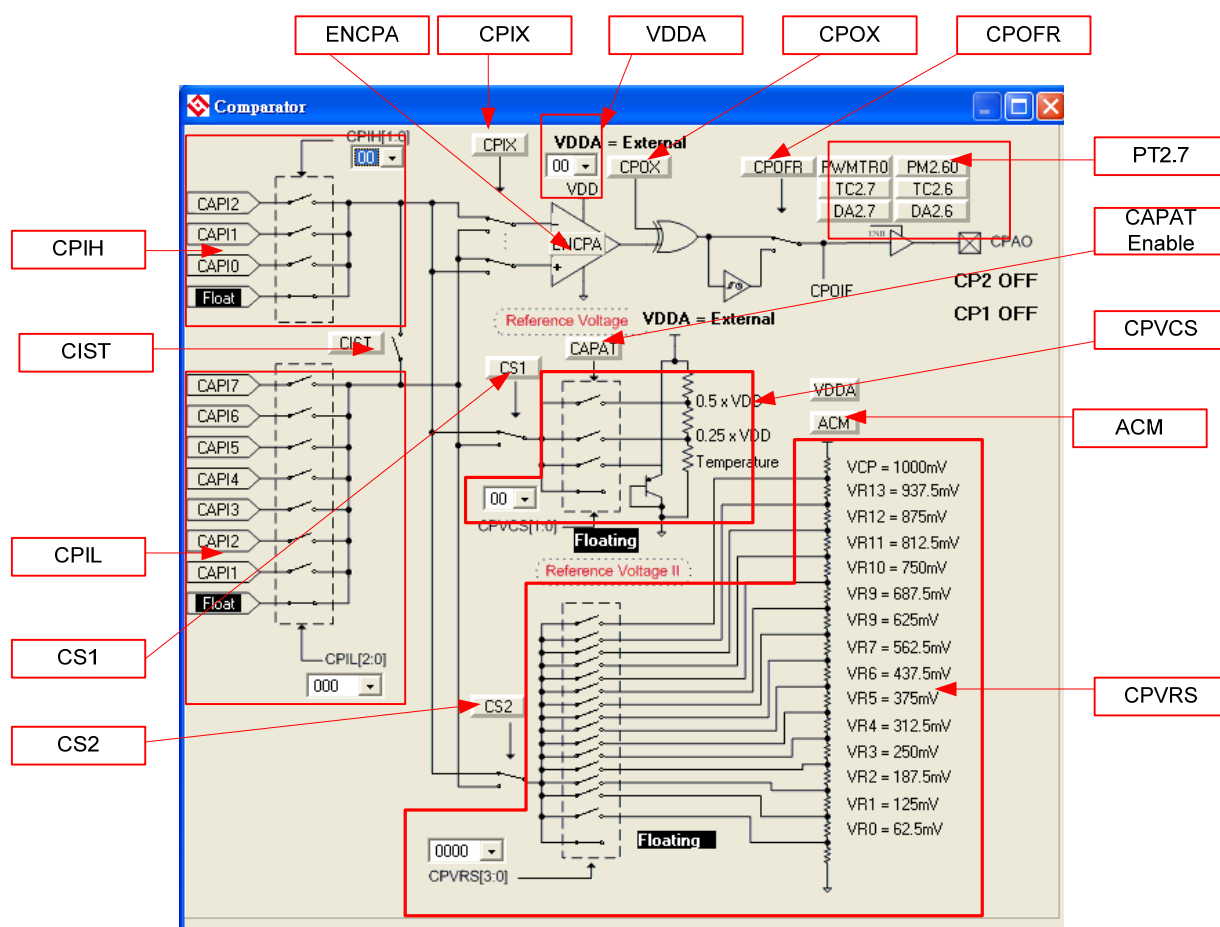 ENCPA
CPIX
VDDA
CPOX
CPOFR
Comparator
CPIH[1:0]
00
CPIX
VDDA = External
00
CPOX
VDD
CPOFR
PWMTR0
PM2.6D
TC2.7
TC2.6
DA2.7
DA2.6
PT2.7
CAPAT
Enable
CPIH
CAPI2
CAPI1
CAPI0
Float
ENCPA
CPAO
CPOIF
CP2 OFF
CP1 OFF
Reference Voltage
VDDA = External
CIST
CIST
CAPAT
CS1
CPVCS
VDDA
ACM
ACM
CAPI7
CAPI6
CAPI5
CAPI4
CAPI3
CAPI2
CAPI1
Float
0.5 x VDD
0.25 x VDD
Temperature
00
CPVCS[1:0]
Floating
Reference Voltage II
CPIL
CPIL[2:0]
000
CS1
CS2
CS2
VCP = 1000mV
VR13 = 937.5mV
VR12 = 875mV
VR11 = 812.5mV
VR10 = 750mV
VR9 = 687.5mV
VR9 = 625mV
VR7 = 562.5mV
VR6 = 437.5mV
VR5 = 375mV
VR4 = 312.5mV
VR3 = 250mV
VR2 = 187.5mV
VR1 = 125mV
VR0 = 62.5mV
CPVRS
0000
CPVRS[3:0]
Floating